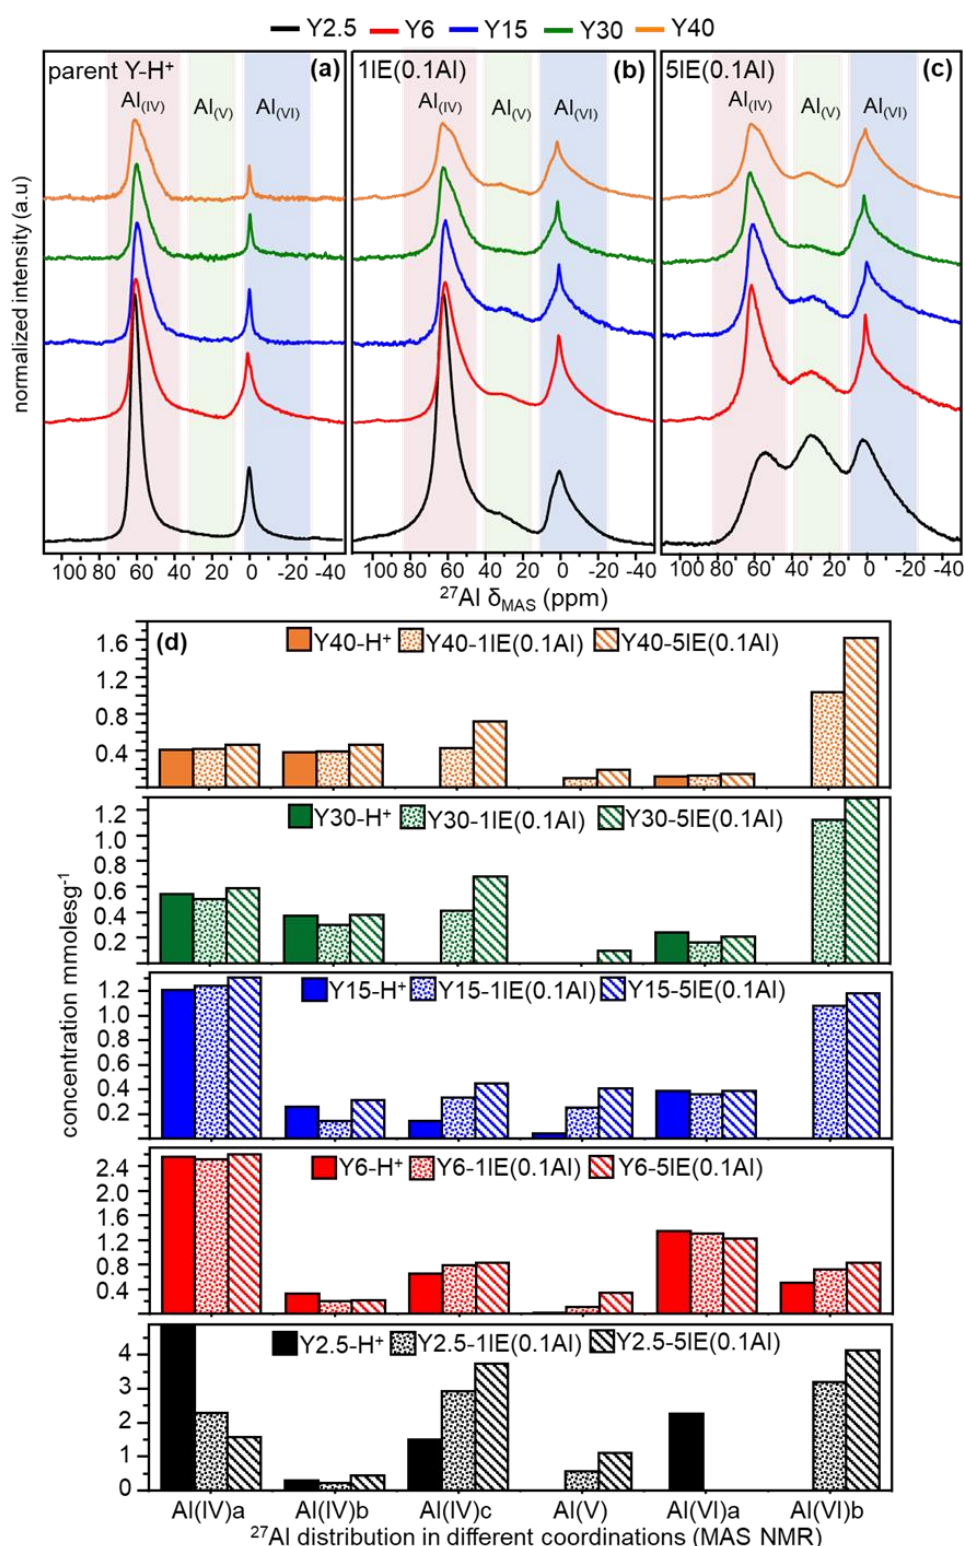 Y2.5 Y6 Y15 Y30 Y40
parent Y-H⁺ (a)
Al(IV) Al(V) Al(VI)
1IE(0.1Al) (b)
Al(IV) Al(V) Al(VI)
5IE(0.1Al) (c)
Al(IV) Al(V) Al(VI)
normalized intensity (a.u)
100 80 60 40 20 0 -20 -40
100 80 60 40 20 0 -20 -40
100 80 60 40 20 0 -20 -40
²⁷Al δMAS (ppm)
(d)
Y40-H⁺ Y40-1IE(0.1Al) Y40-5IE(0.1Al)
1.6
1.2
0.8
0.4
Y30-H⁺ Y30-1IE(0.1Al) Y30-5IE(0.1Al)
1.2
1.0
0.8
0.6
0.4
0.2
Y15-H⁺ Y15-1IE(0.1Al) Y15-5IE(0.1Al)
1.2
1.0
0.8
0.6
0.4
0.2
Y6-H⁺ Y6-1IE(0.1Al) Y6-5IE(0.1Al)
2.4
2.0
1.6
1.2
0.8
0.4
Y2.5-H⁺ Y2.5-1IE(0.1Al) Y2.5-5IE(0.1Al)
4
3
2
1
0
concentration mmolesg⁻¹
Al(IV)a Al(IV)b Al(IV)c Al(V) Al(VI)a Al(VI)b
²⁷Al distribution in different coordinations (MAS NMR)